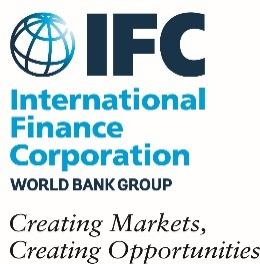 IFC
International
Finance
Corporation
WORLD BANK GROUP
Creating Markets,
Creating Opportunities